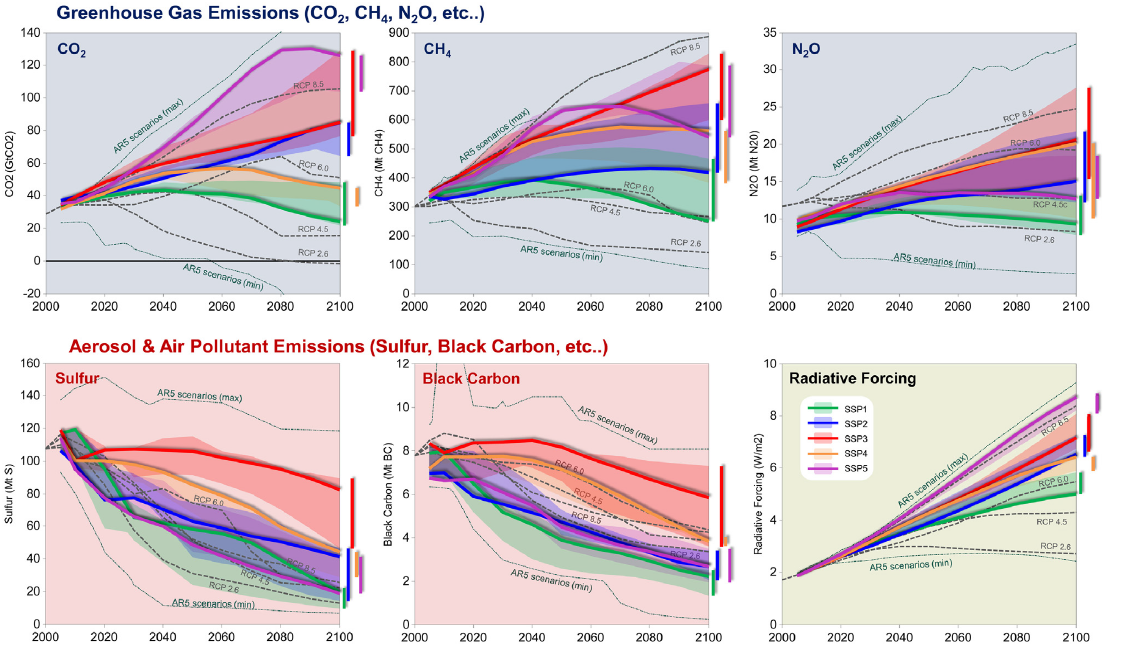 Greenhouse Gas Emissions (CO₂, CH₄, N₂O, etc..)
140
120
100
80
60
40
20
0
-20
CO2 (GtCO2)
CO₂
AR5 scenarios (max)
RCP 8.5
RCP 6.0
RCP 4.5
RCP 2.6
AR5 scenarios (min)
2000 2020 2040 2060 2080 2100
900
800
700
600
500
400
300
200
100
0
CH4 (Mt CH4)
CH₄
AR5 scenarios (max)
RCP 8.5
RCP 6.0
RCP 4.5
RCP 2.6
AR5 scenarios (min)
2000 2020 2040 2060 2080 2100
35
30
25
20
15
10
5
0
N2O (Mt N20)
N₂O
AR5 scenarios (max)
RCP 8.5
RCP 6.0
RCP 4.5c
RCP 2.6
AR5 scenarios (min)
2000 2020 2040 2060 2080 2100
Aerosol & Air Pollutant Emissions (Sulfur, Black Carbon, etc..)
160
140
120
100
80
60
40
20
0
Sulfur (Mt S)
Sulfur
AR5 scenarios (max)
RCP 6.0
RCP 8.5
RCP 4.5
RCP 2.6
AR5 scenarios (min)
2000 2020 2040 2060 2080 2100
12
10
8
6
4
2
0
Black Carbon (Mt BC)
Black Carbon
AR5 scenarios (max)
RCP 6.0
RCP 4.5
RCP 8.5
RCP 2.6
AR5 scenarios (min)
2000 2020 2040 2060 2080 2100
10
8
6
4
2
0
Radiative Forcing (W/m2)
Radiative Forcing
SSP1
SSP2
SSP3
SSP4
SSP5
AR5 scenarios (max)
RCP 8.5
RCP 6.0
RCP 4.5
RCP 2.6
AR5 scenarios (min)
2000 2020 2040 2060 2080 2100